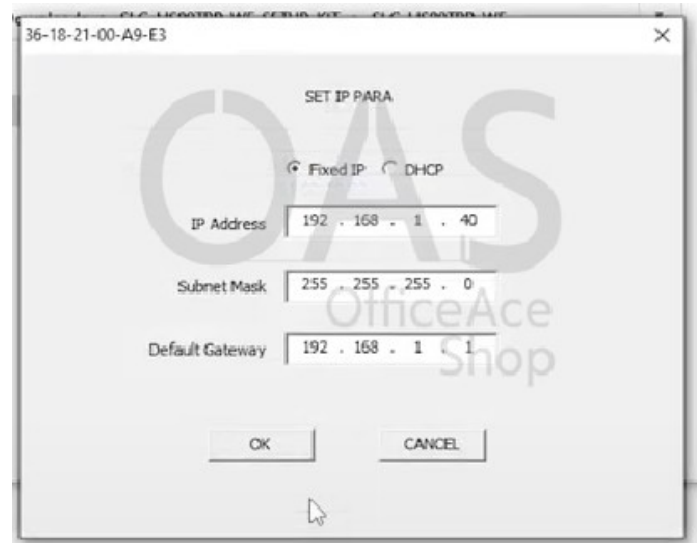 36-18-21-00-A9-E3
SET IP PARA
Fixed IP DHCP
IP Address 192 . 168 . 1 . 40
Subnet Mask 255 . 255 . 255 . 0
Default Gateway 192 . 168 . 1 . 1
OK CANCEL
OAS
OfficeAce
Shop